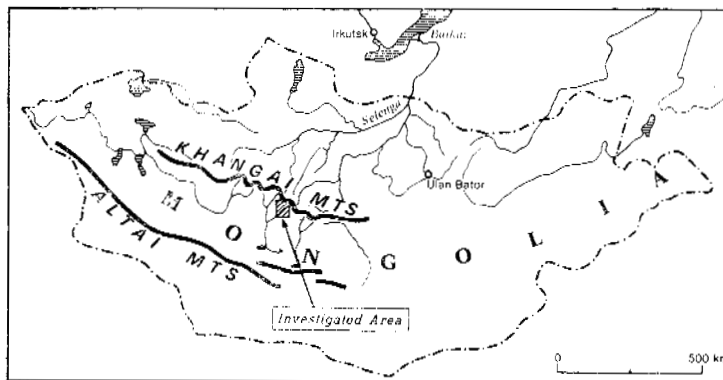 Irkutsk
Baikal
Selenga
KHANGAI MTS
Ulan Bator
MONGOLIA
ALTAI MTS
Investigated Area
0 500 km